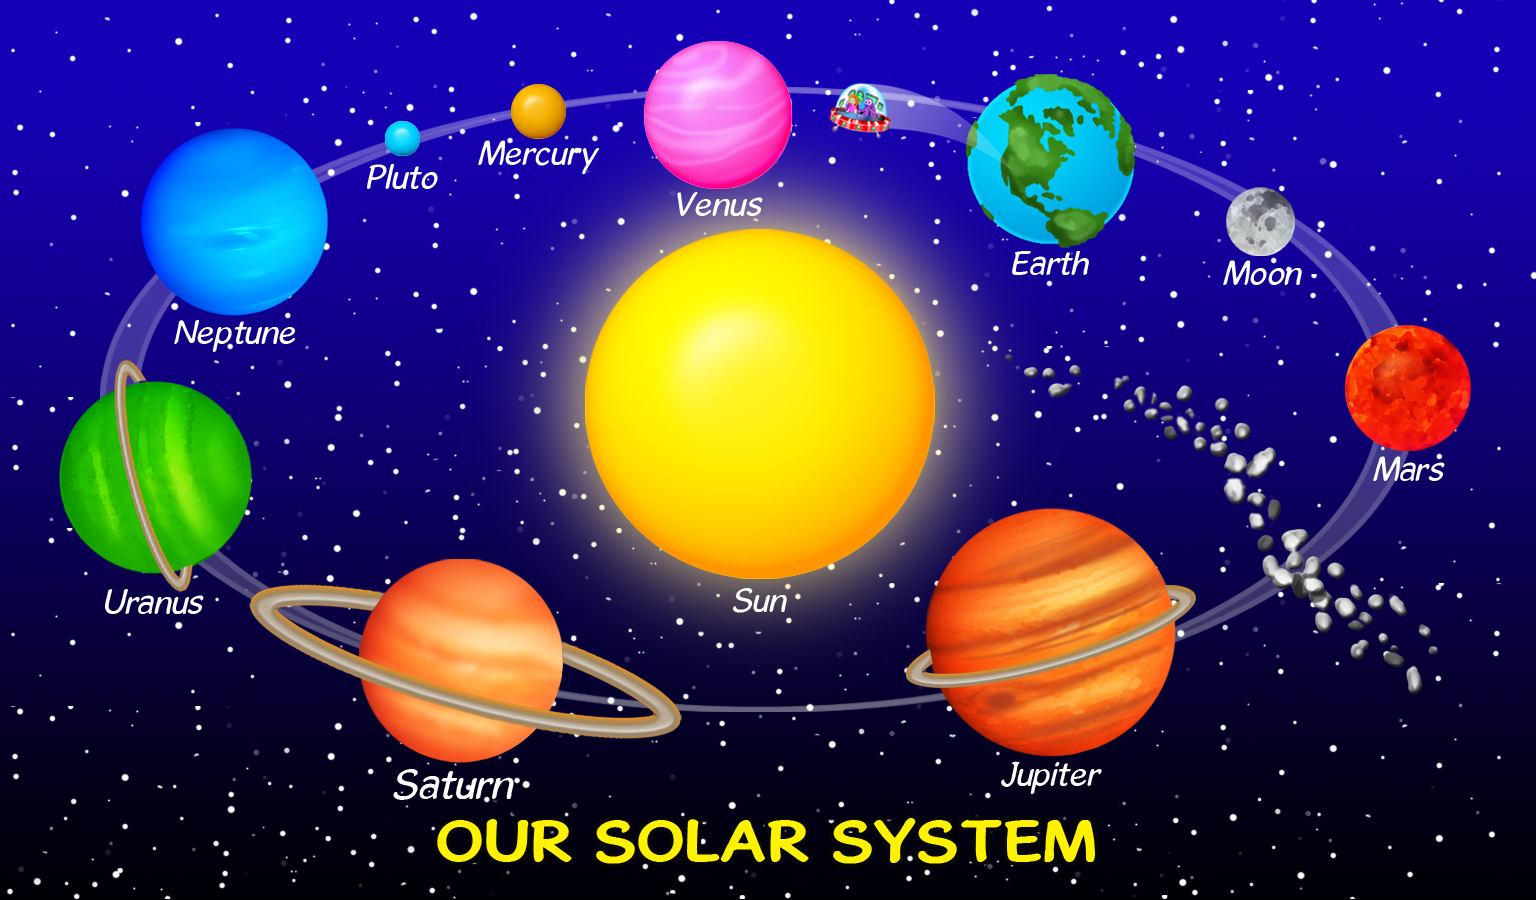 Pluto
Mercury
Venus
Earth
Moon
Neptune
Mars
Uranus
Sun
Saturn
Jupiter
OUR SOLAR SYSTEM